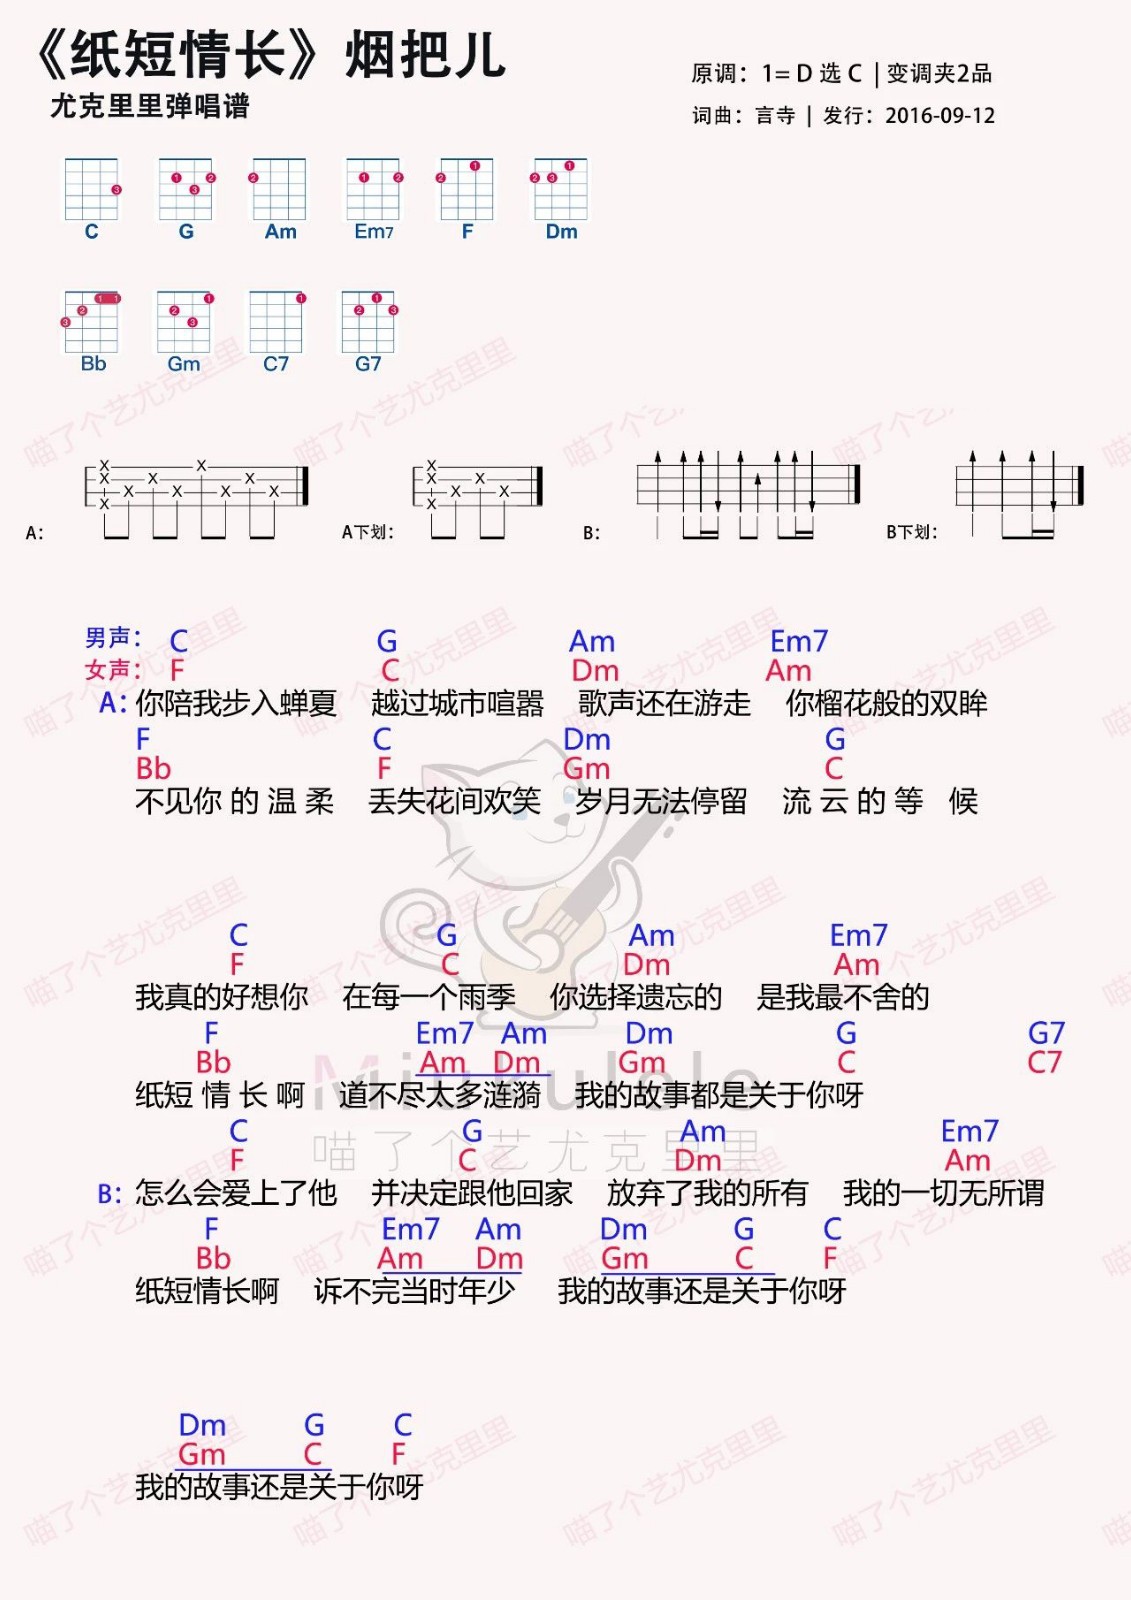 《纸短情长》烟把儿
尤克里里弹唱谱
原调：1= D 选 C | 变调夹2品
词曲：言寺 | 发行：2016-09-12
C G Am Em7 F Dm
Bb Gm C7 G7
A： A下划： B： B下划：
男声： C G Am Em7
女声： F C Dm Am
A：你陪我步入蝉夏 越过城市喧嚣 歌声还在游走 你榴花般的双眸
F C Dm G
Bb F Gm C
不见你 的 温 柔 丢失花间欢笑 岁月无法停留 流 云 的 等 候
C G Am Em7
F C Dm Am
我真的好想你 在每一个雨季 你选择遗忘的 是我最不舍的
F Em7 Am Dm G G7
Bb Am Dm Gm C C7
纸短 情 长 啊 道不尽太多涟漪 我的故事都是关于你呀
C G Am Em7
F C Dm Am
B：怎么会爱上了他 并决定跟他回家 放弃了我的所有 我的一切无所谓
F Em7 Am Dm G C
Bb Am Dm Gm C F
纸短情长啊 诉不完当时年少 我的故事还是关于你呀
Dm G C
Gm C F
我的故事还是关于你呀
Miukulele
喵了个艺尤克里里